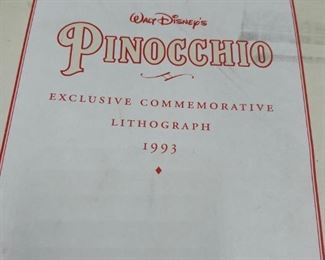 Walt Disney's
PINOCCHIO
EXCLUSIVE COMMEMORATIVE
LITHOGRAPH
1993